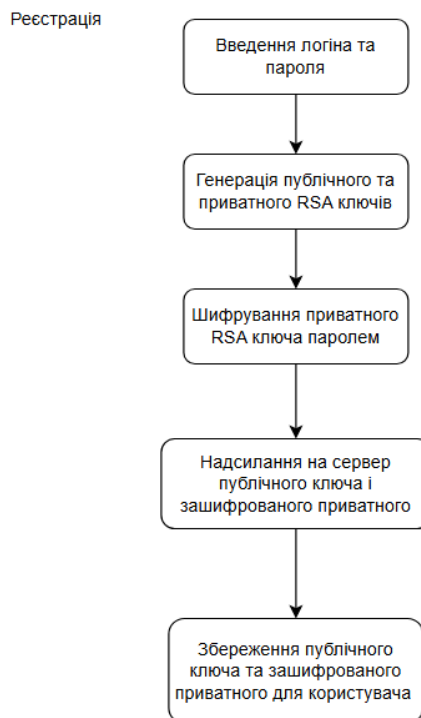 Реєстрація
Введення логіна та
пароля
Генерація публічного та
приватного RSA ключів
Шифрування приватного
RSA ключа паролем
Надсилання на сервер
публічного ключа і
зашифрованого приватного
Збереження публічного
ключа та зашифрованого
приватного для користувача